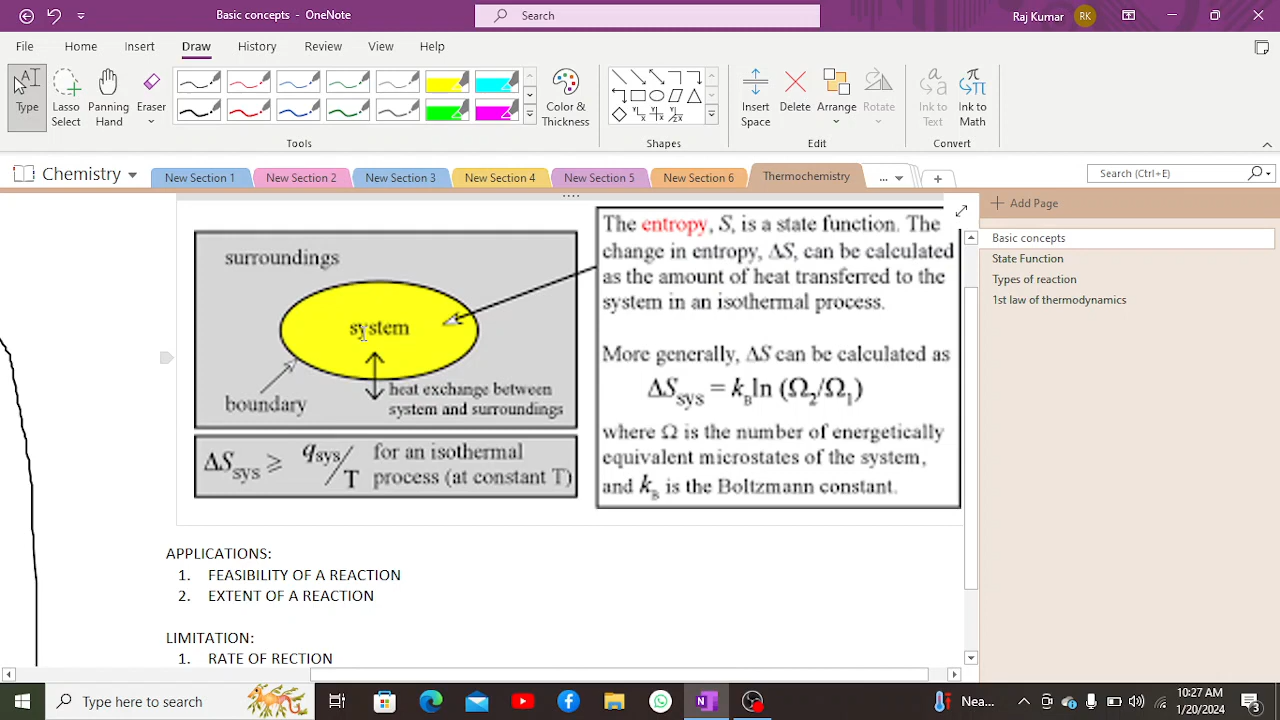 Basic concepts - OneNote
Search
Raj Kumar
RK
File
Home
Insert
Draw
History
Review
View
Help
Type
Lasso
Select
Panning
Hand
Eraser
Color &
Thickness
Insert
Space
Delete
Arrange
Rotate
Ink to
Text
Ink to
Math
Tools
Shapes
Edit
Convert
Chemistry
New Section 1
New Section 2
New Section 3
New Section 4
New Section 5
New Section 6
Thermochemistry
...
Search (Ctrl+E)
Add Page
Basic concepts
State Function
Types of reaction
1st law of thermodynamics
surroundings
system
boundary
heat exchange between
system and surroundings
ΔSsys ⩾ qsys/T for an isothermal
process (at constant T)
The entropy, S, is a state function. The
change in entropy, ΔS, can be calculated
as the amount of heat transferred to the
system in an isothermal process.
More generally, ΔS can be calculated as
ΔSsys = kB ln (Ω2/Ω1)
where Ω is the number of energetically
equivalent microstates of the system,
and kB is the Boltzmann constant.
APPLICATIONS:
1. FEASIBILITY OF A REACTION
2. EXTENT OF A REACTION
LIMITATION:
1. RATE OF RECTION
Type here to search
Nea...
10:27 AM
1/20/2024
3